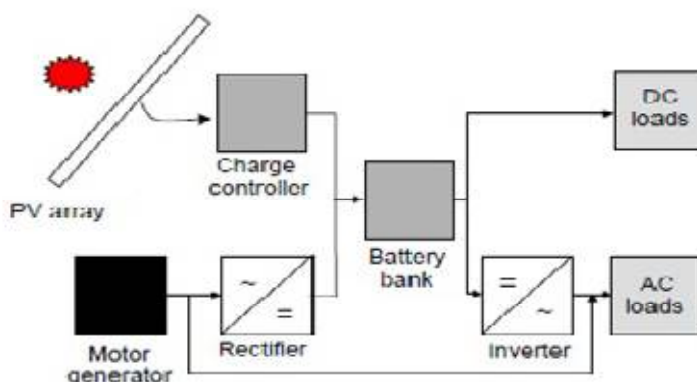 DC
loads
Charge
controller
PV array
Battery
bank
~
=
=
~
AC
loads
Motor
generator
Rectifier
Inverter